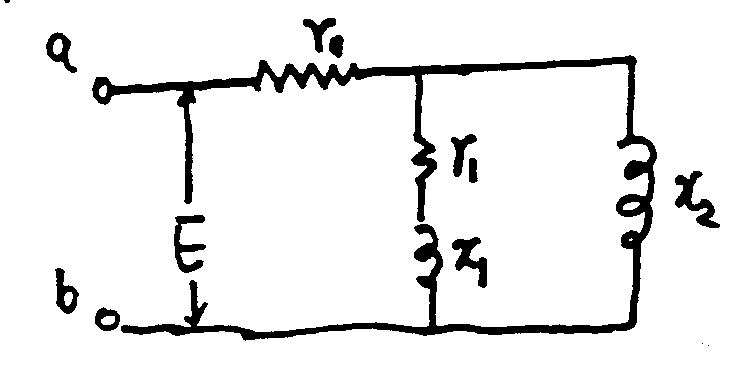 a
r₀
r₁
x₁
x₂
E
b